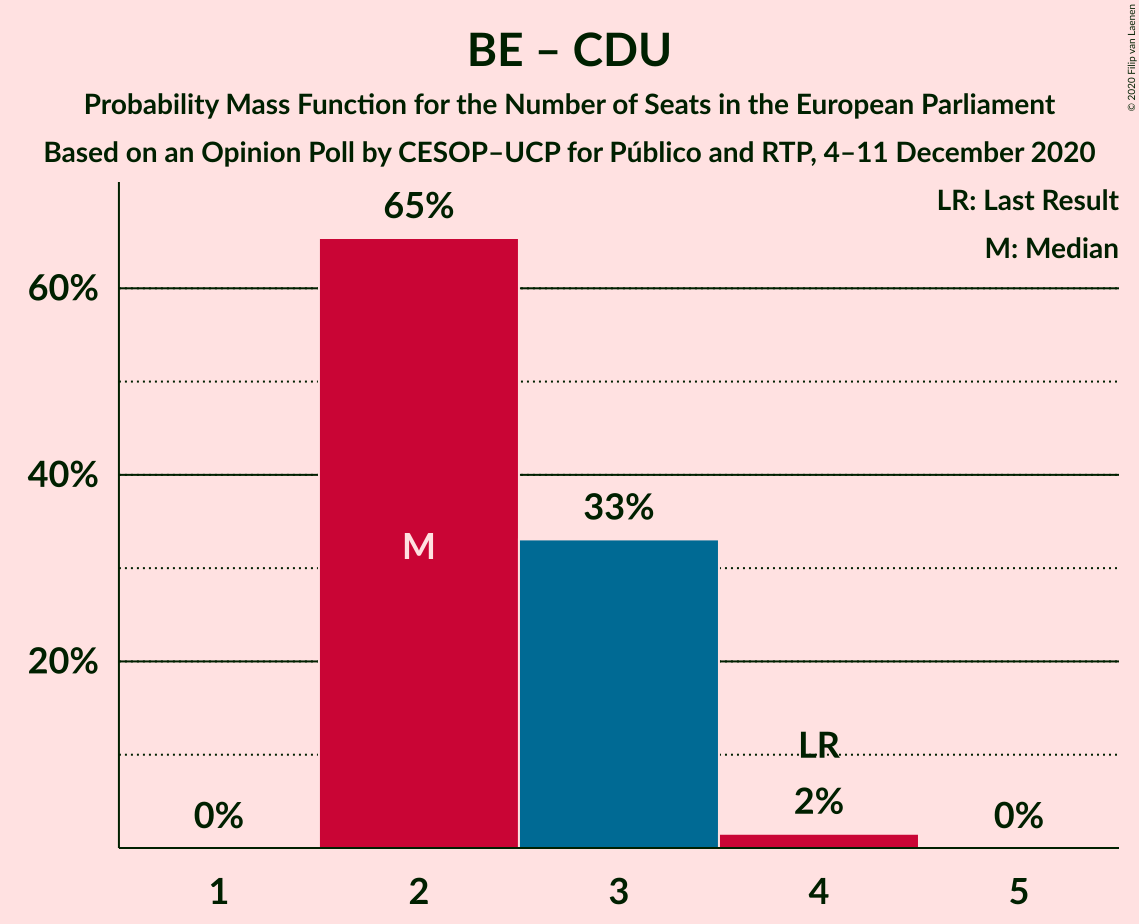 BE – CDU
Probability Mass Function for the Number of Seats in the European Parliament
Based on an Opinion Poll by CESOP–UCP for Público and RTP, 4–11 December 2020
© 2020 Filip van Laenen
LR: Last Result
M: Median
65%
60%
40%
33%
M
20%
LR
2%
0%
0%
1 2 3 4 5